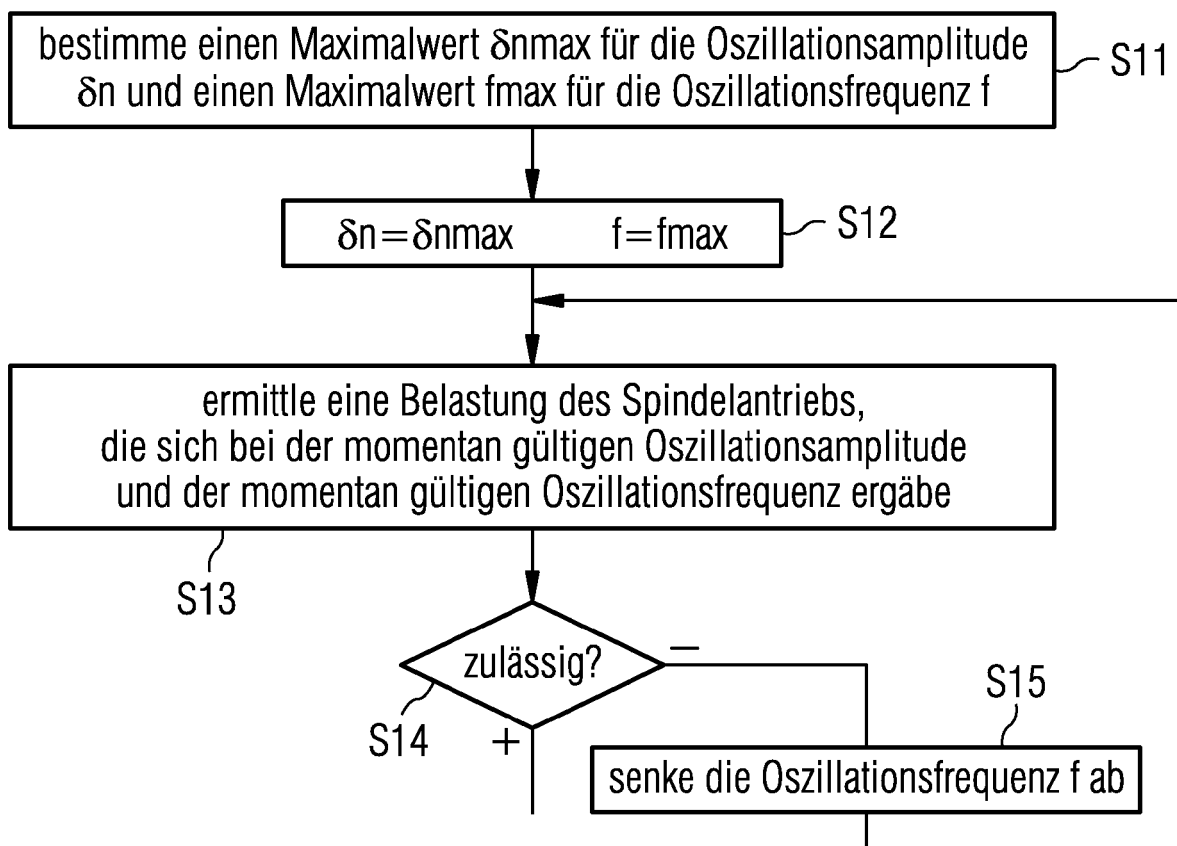 bestimme einen Maximalwert δnmax für die Oszillationsamplitude
δn und einen Maximalwert fmax für die Oszillationsfrequenz f
S11
δn=δnmax f=fmax
S12
ermittle eine Belastung des Spindelantriebs,
die sich bei der momentan gültigen Oszillationsamplitude
und der momentan gültigen Oszillationsfrequenz ergäbe
S13
zulässig?
−
S14
+
S15
senke die Oszillationsfrequenz f ab